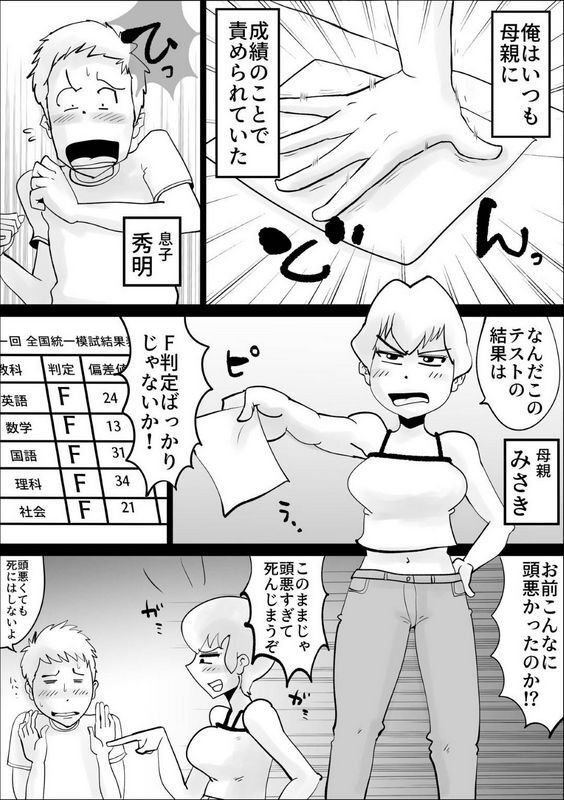 俺はいつも
母親に
成績のことで
責められていた
どんっ
ひっ
息子
秀明
なんだこの
テストの
結果は
母親
みさき
F判定ばっかり
じゃないか!
一回 全国統一模試結果
教科 判定 偏差値
英語 F 24
数学 F 13
国語 F 31
理科 F 34
社会 F 21
お前こんなに
頭悪かったのか!?
このままじゃ
頭悪すぎて
死んじまうぞ
頭悪くても
死にはしないよ